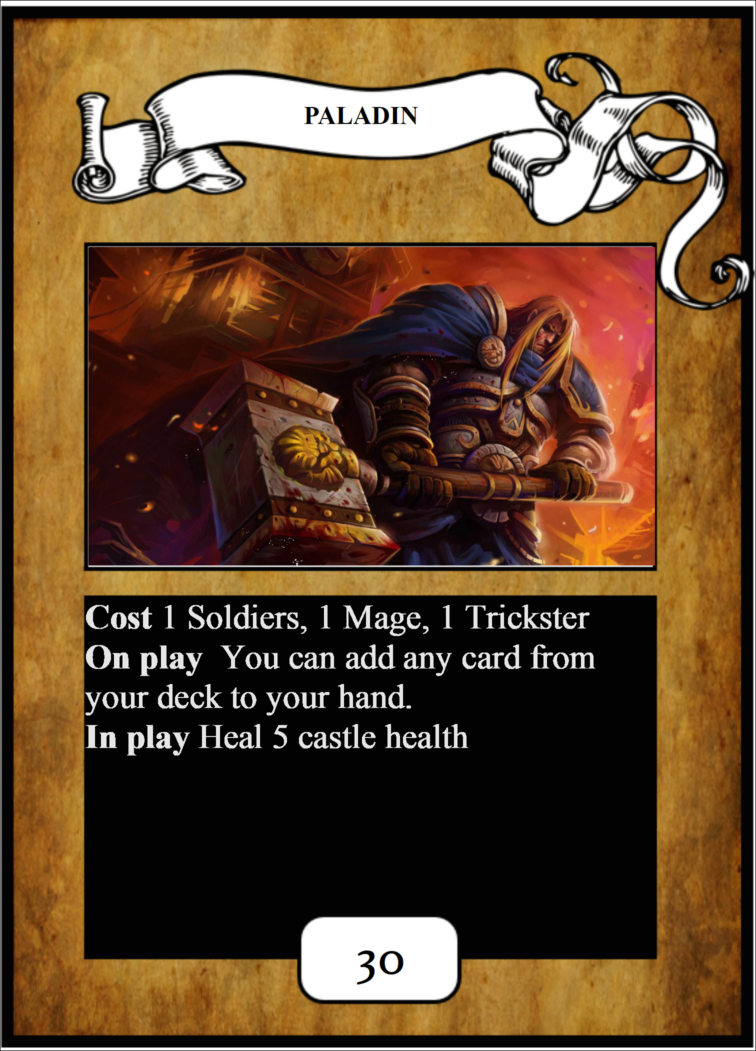 PALADIN
Cost 1 Soldiers, 1 Mage, 1 Trickster
On play  You can add any card from
your deck to your hand.
In play Heal 5 castle health
30